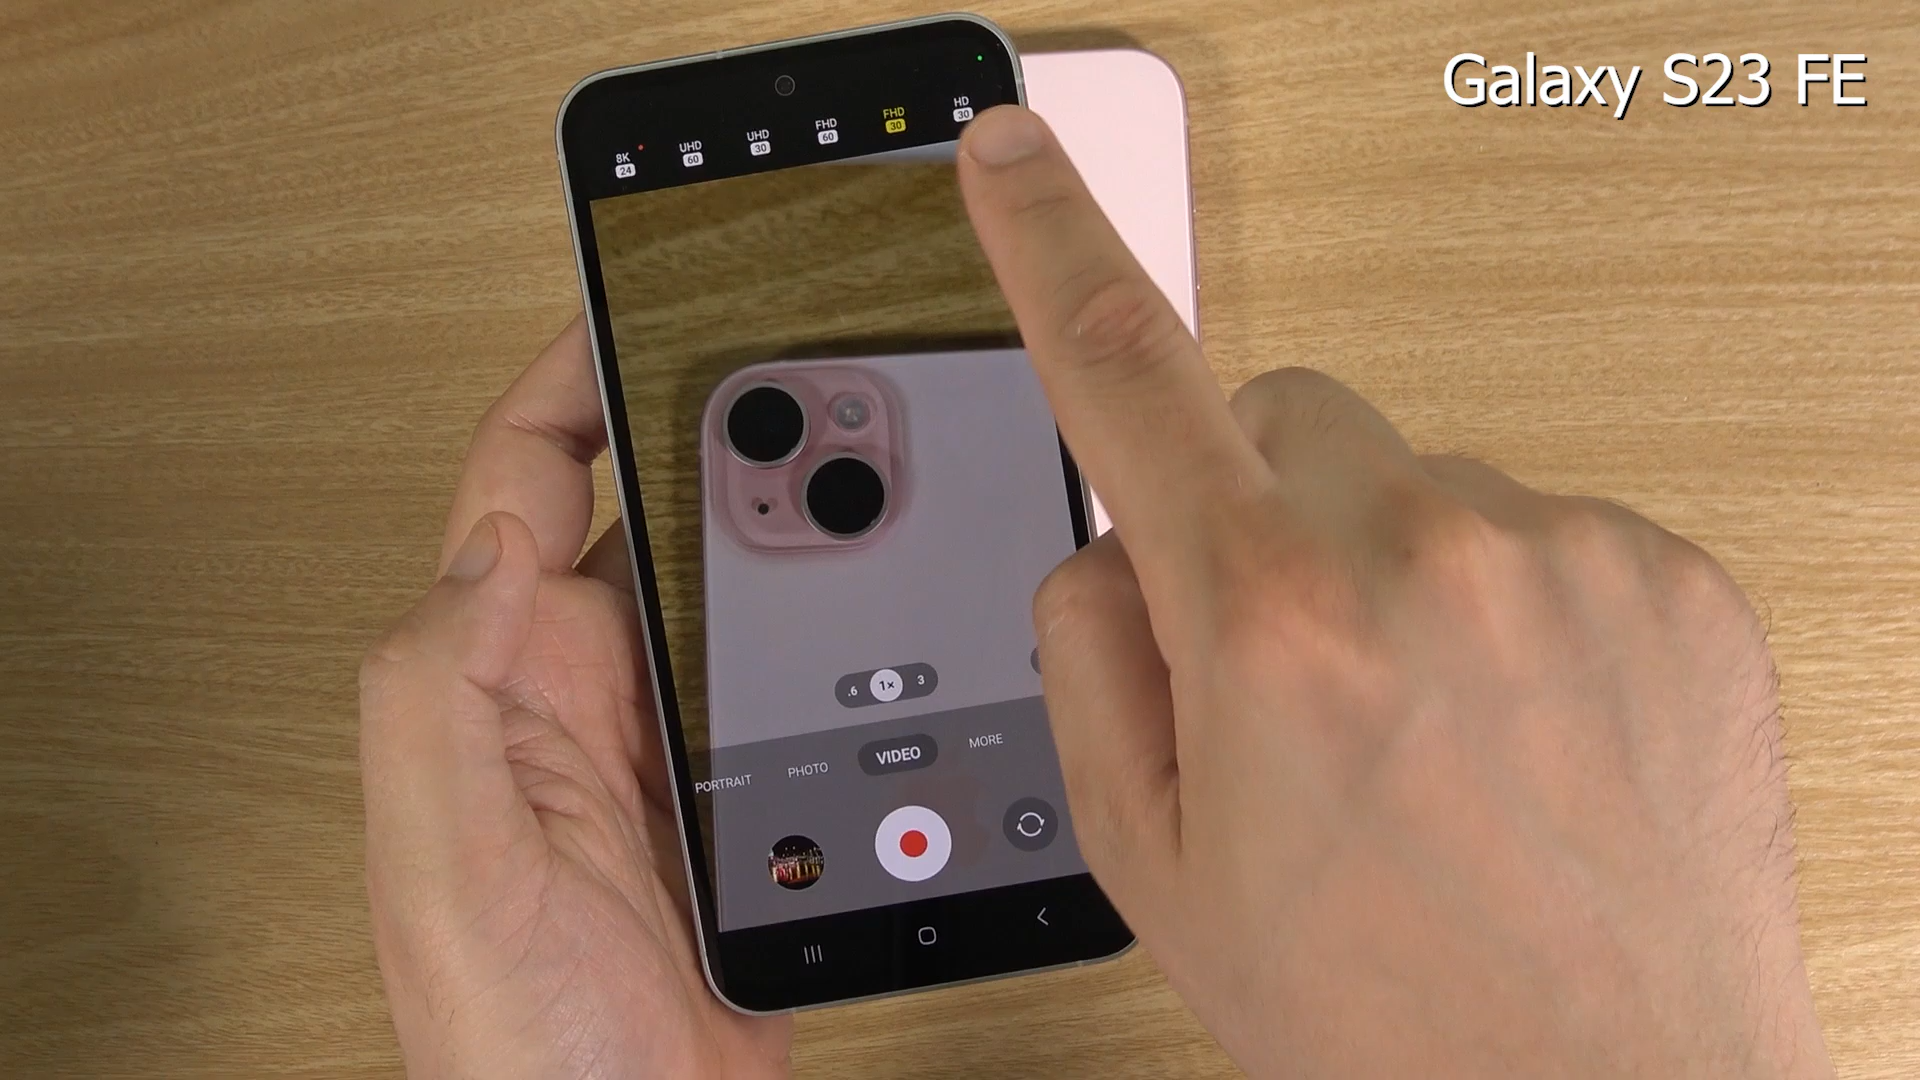 Galaxy S23 FE
8K
24
UHD
60
UHD
30
FHD
60
FHD
30
HD
30
.6 1× 3
PORTRAIT PHOTO VIDEO MORE